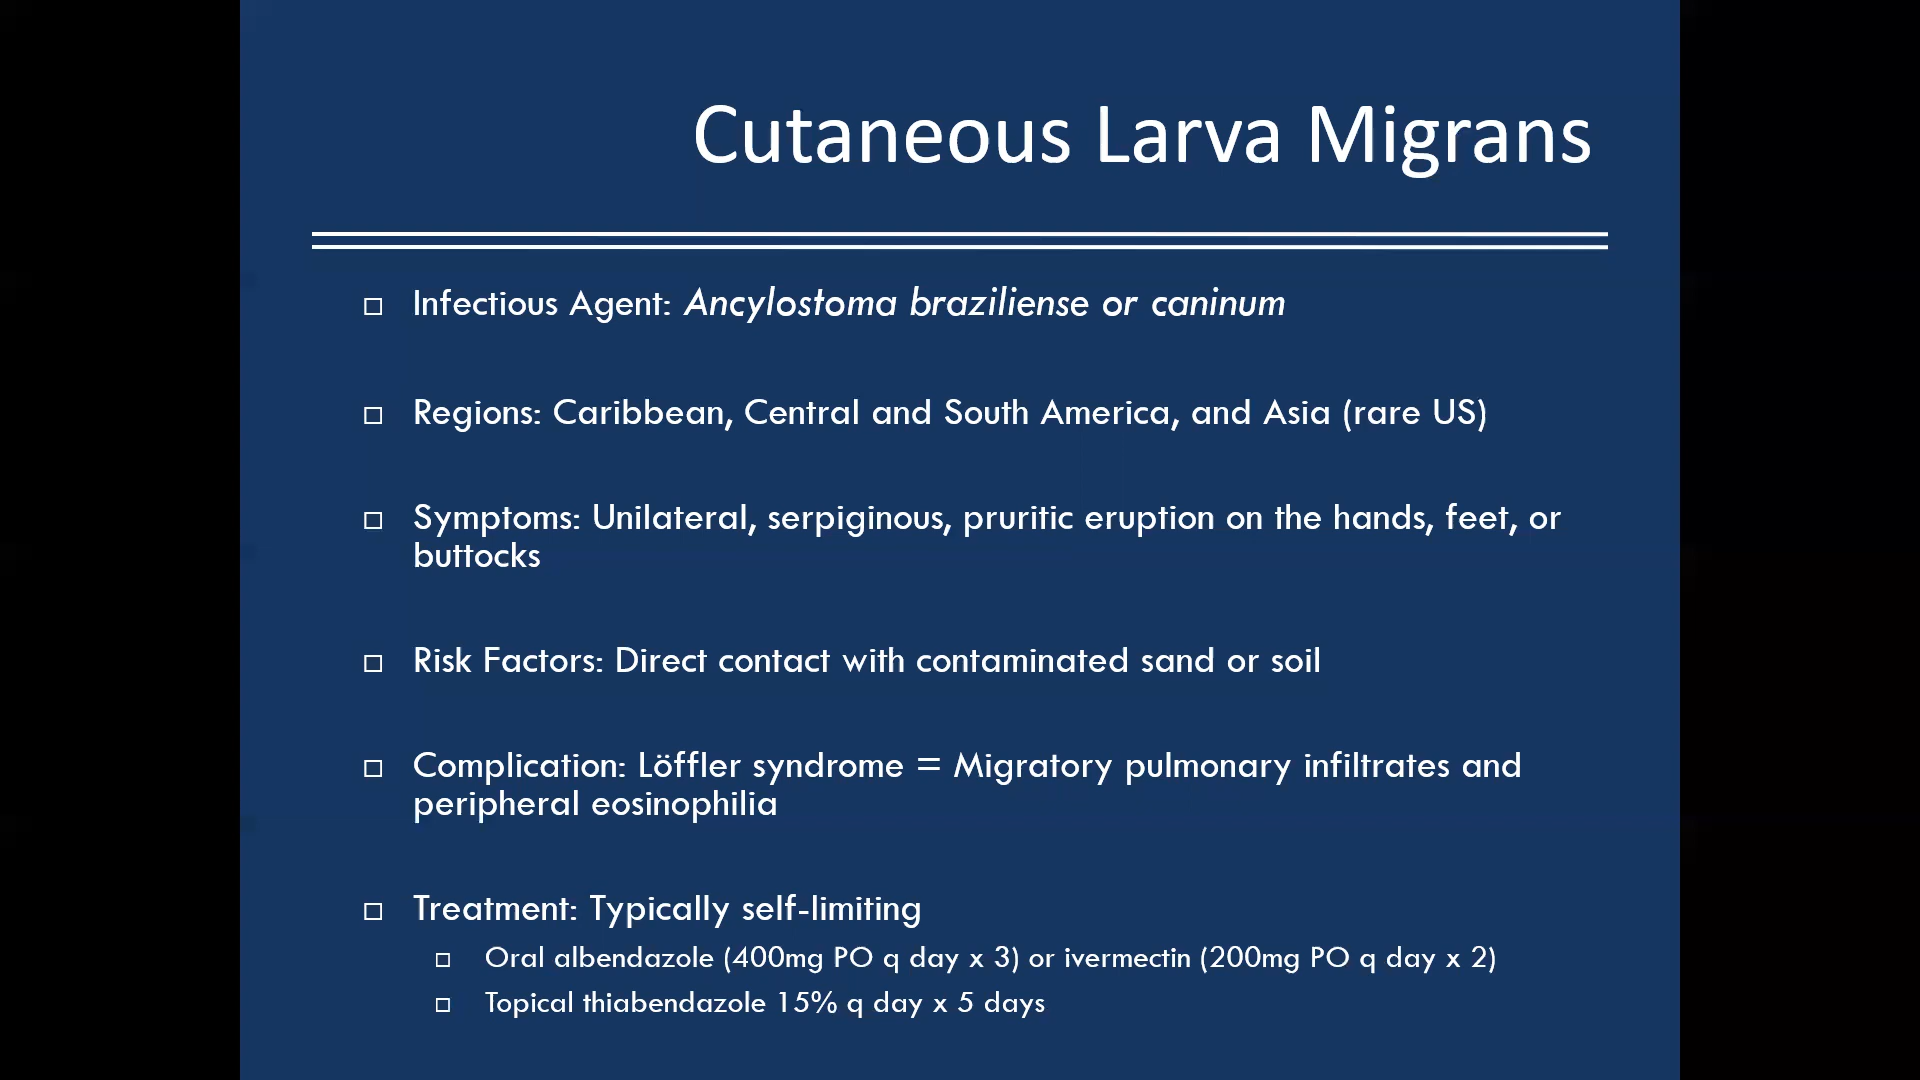 Cutaneous Larva Migrans
Infectious Agent: Ancylostoma braziliense or caninum
Regions: Caribbean, Central and South America, and Asia (rare US)
Symptoms: Unilateral, serpiginous, pruritic eruption on the hands, feet, or
buttocks
Risk Factors: Direct contact with contaminated sand or soil
Complication: Löffler syndrome = Migratory pulmonary infiltrates and
peripheral eosinophilia
Treatment: Typically self-limiting
Oral albendazole (400mg PO q day x 3) or ivermectin (200mg PO q day x 2)
Topical thiabendazole 15% q day x 5 days